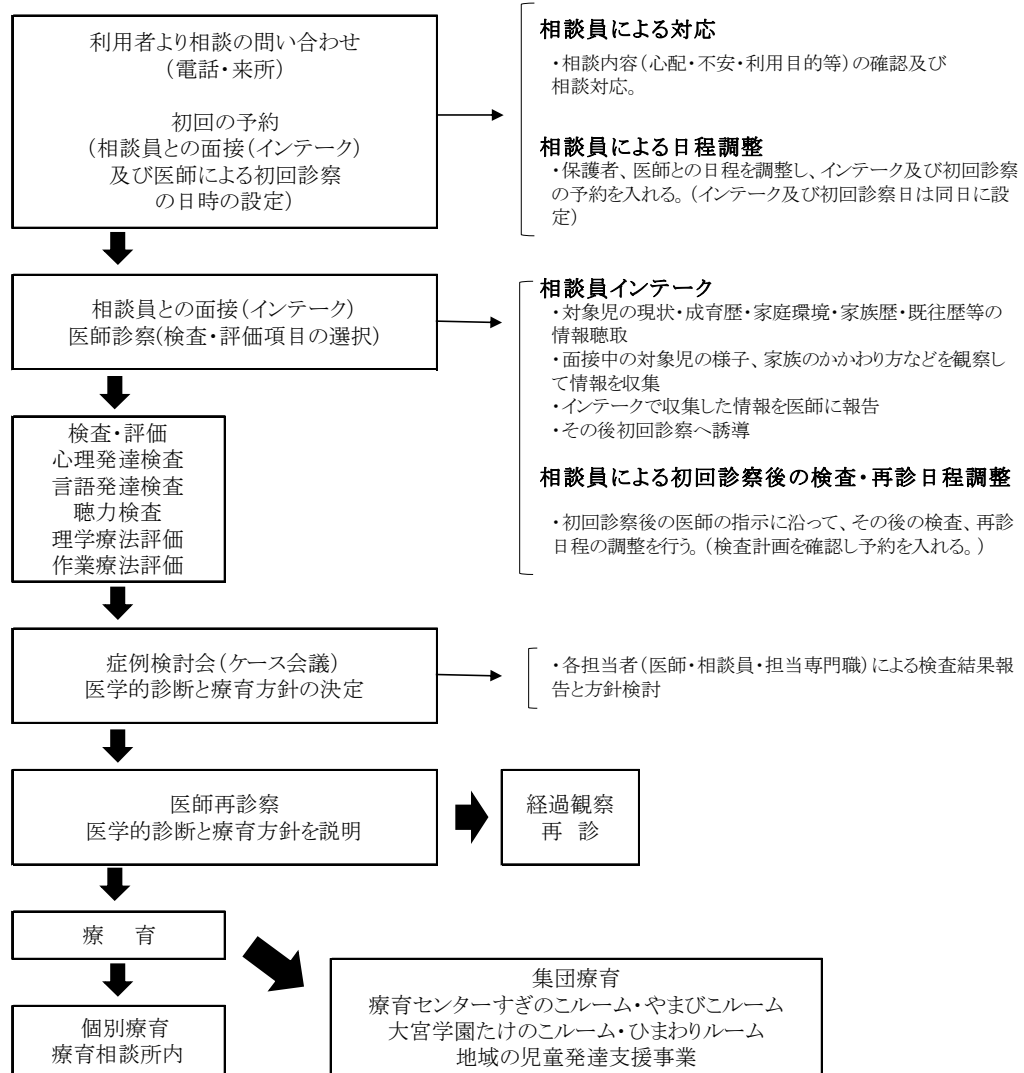 利用者より相談の問い合わせ
（電話・来所）
初回の予約
（相談員との面接（インテーク）
及び医師による初回診察
の日時の設定）
相談員による対応
・相談内容（心配・不安・利用目的等）の確認及び
相談対応。
相談員による日程調整
・保護者、医師との日程を調整し、インテーク及び初回診察
の予約を入れる。（インテーク及び初回診察日は同日に設
定）
相談員との面接（インテーク）
医師診察(検査・評価項目の選択）
相談員インテーク
・対象児の現状・成育歴・家庭環境・家族歴・既往歴等の
情報聴取
・面接中の対象児の様子、家族のかかわり方などを観察し
て情報を収集
・インテークで収集した情報を医師に報告
・その後初回診察へ誘導
相談員による初回診察後の検査・再診日程調整
・初回診察後の医師の指示に沿って、その後の検査、再診
日程の調整を行う。（検査計画を確認し予約を入れる。）
検査・評価
心理発達検査
言語発達検査
聴力検査
理学療法評価
作業療法評価
症例検討会（ケース会議）
医学的診断と療育方針の決定
・各担当者（医師・相談員・担当専門職）による検査結果報
告と方針検討
医師再診察
医学的診断と療育方針を説明
経過観察
再　診
療　育
個別療育
療育相談所内
集団療育
療育センターすぎのこルーム・やまびこルーム
大宮学園たけのこルーム・ひまわりルーム
地域の児童発達支援事業